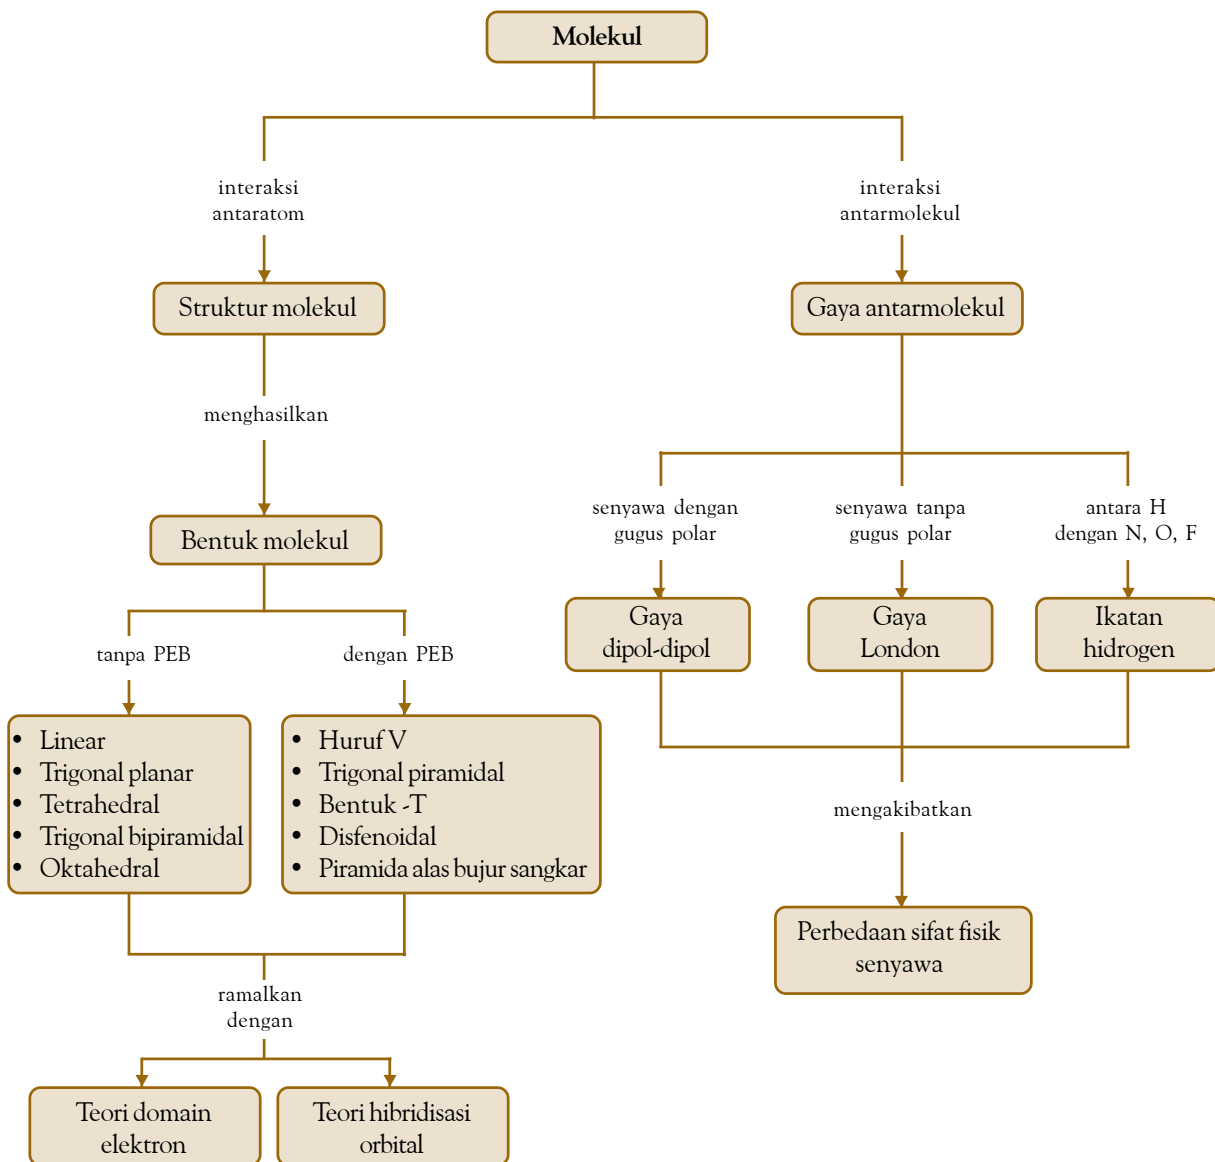 Molekul
interaksi
antaratom
interaksi
antarmolekul
Struktur molekul
Gaya antarmolekul
menghasilkan
Bentuk molekul
senyawa dengan
gugus polar
senyawa tanpa
gugus polar
antara H
dengan N, O, F
Gaya
dipol-dipol
Gaya
London
Ikatan
hidrogen
tanpa PEB
dengan PEB
• Linear
• Trigonal planar
• Tetrahedral
• Trigonal bipiramidal
• Oktahedral
• Huruf V
• Trigonal piramidal
• Bentuk -T
• Disfenoidal
• Piramida alas bujur sangkar
mengakibatkan
Perbedaan sifat fisik
senyawa
ramalkan
dengan
Teori domain
elektron
Teori hibridisasi
orbital